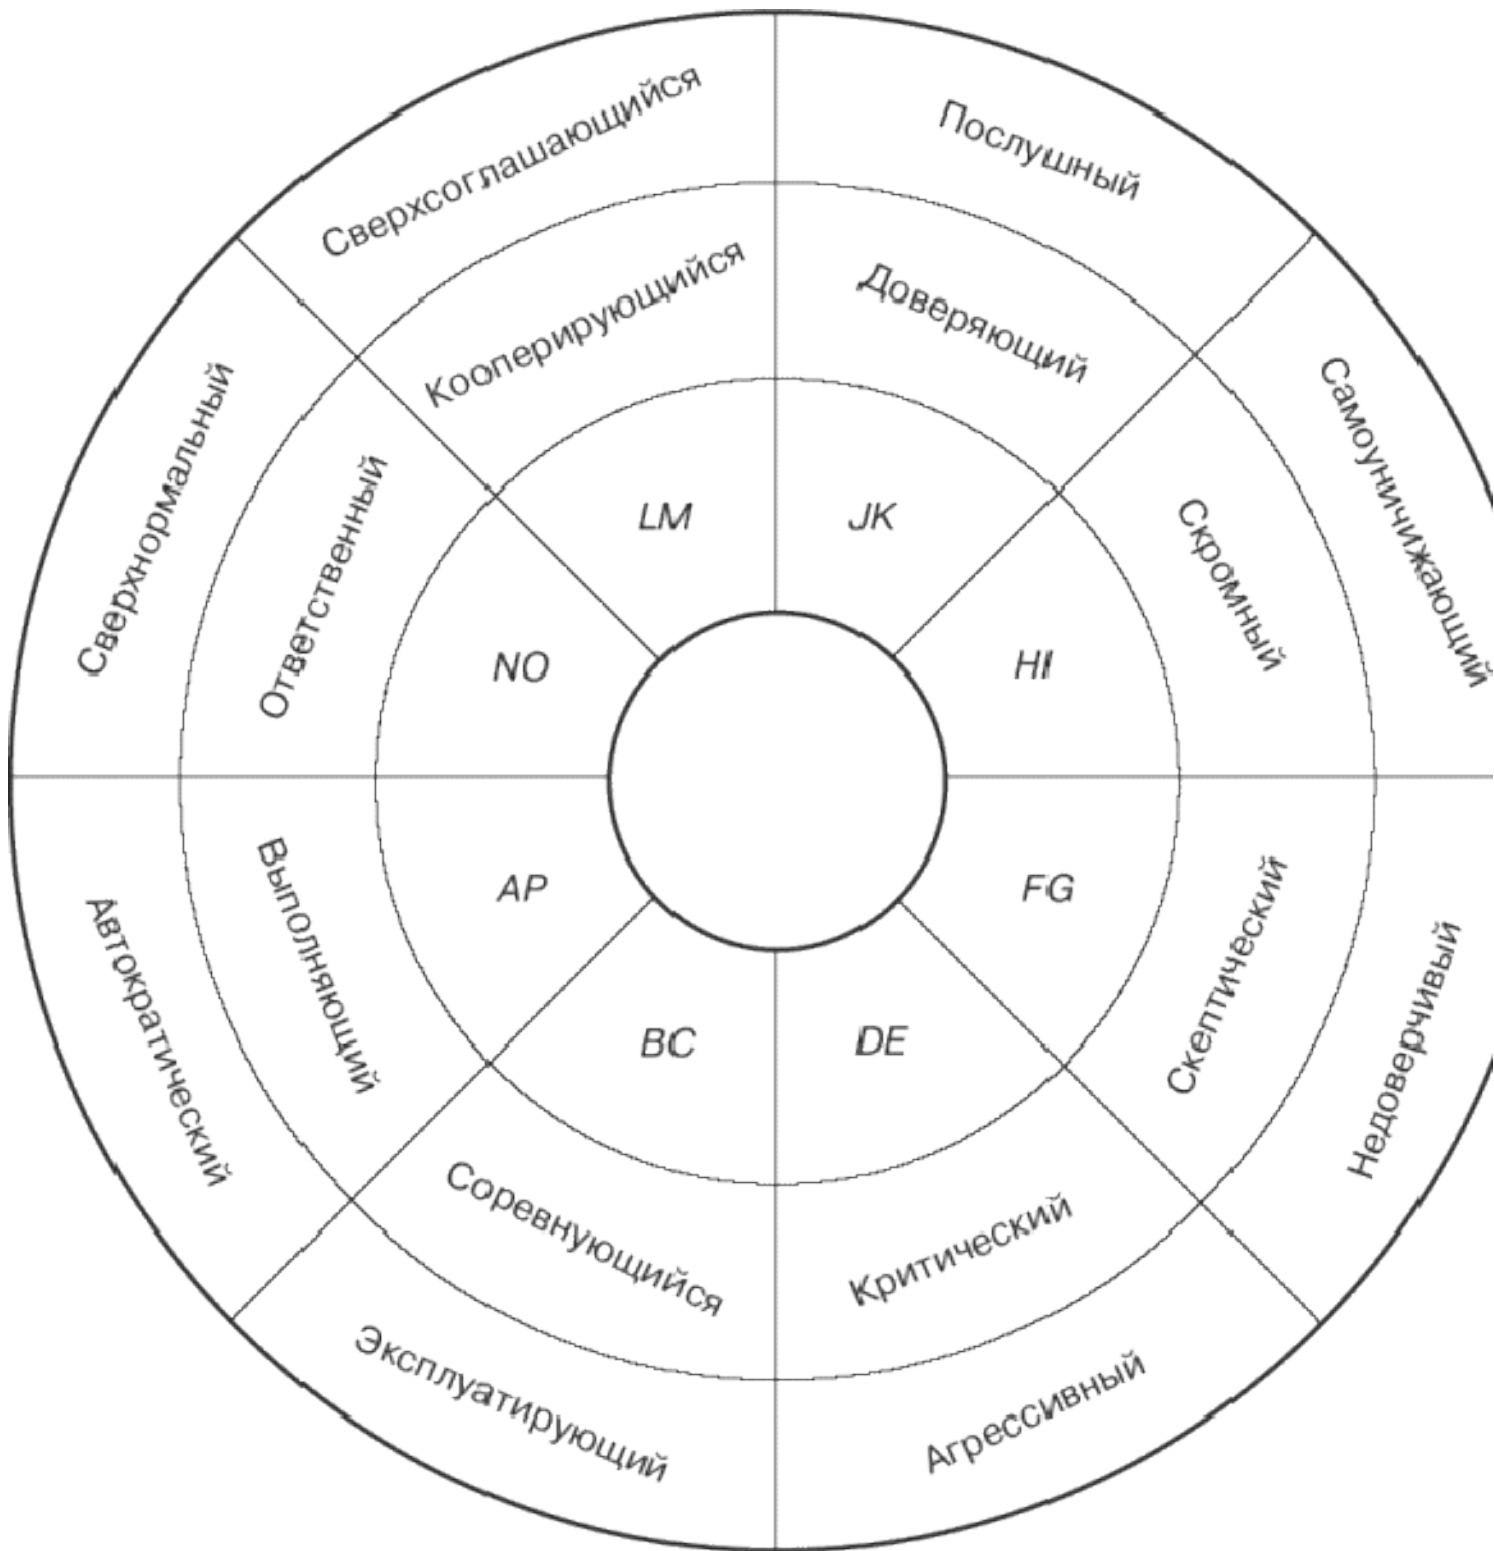 Сверхсоглашающийся
Послушный
Кооперирующийся
Доверяющий
Сверхнормальный
Самоуничижающий
Ответственный
Скромный
LM
JK
NO
HI
AP
FG
BC
DE
Выполняющий
Скептический
Автократический
Недоверчивый
Соревнующийся
Критический
Эксплуатирующий
Агрессивный